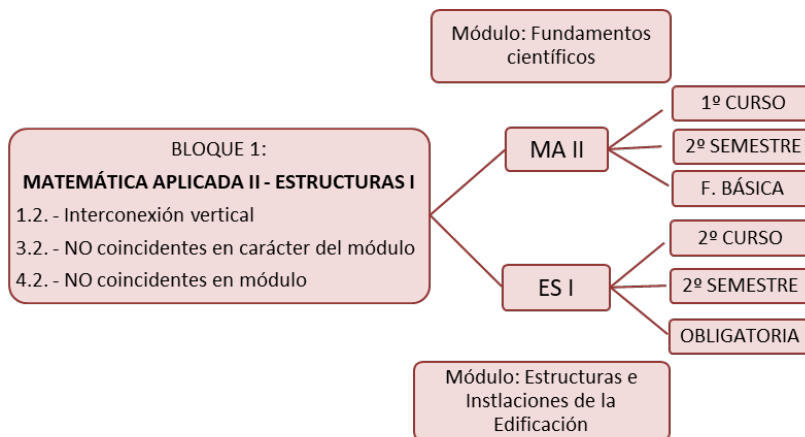 Módulo: Fundamentos
científicos
BLOQUE 1:
MATEMÁTICA APLICADA II - ESTRUCTURAS I
1.2. - Interconexión vertical
3.2. - NO coincidentes en carácter del módulo
4.2. - NO coincidentes en módulo
MA II
1º CURSO
2º SEMESTRE
F. BÁSICA
ES I
2º CURSO
2º SEMESTRE
OBLIGATORIA
Módulo: Estructuras e
Instlaciones de la
Edificación